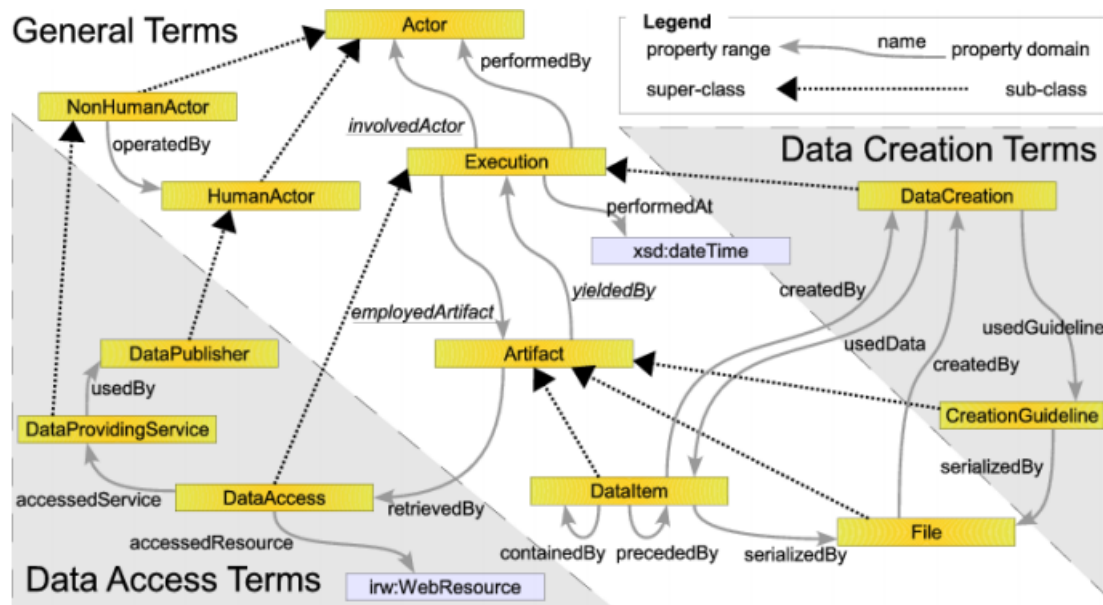 General Terms
Actor
Legend
property range
name
property domain
super-class
sub-class
performedBy
NonHumanActor
operatedBy
involvedActor
Execution
Data Creation Terms
HumanActor
DataCreation
performedAt
xsd:dateTime
createdBy
yieldedBy
employedArtifact
usedGuideline
usedData
createdBy
DataPublisher
Artifact
usedBy
DataProvidingService
CreationGuideline
serializedBy
accessedService
DataAccess
retrievedBy
DataItem
File
accessedResource
containedBy
precededBy
serializedBy
Data Access Terms
irw:WebResource